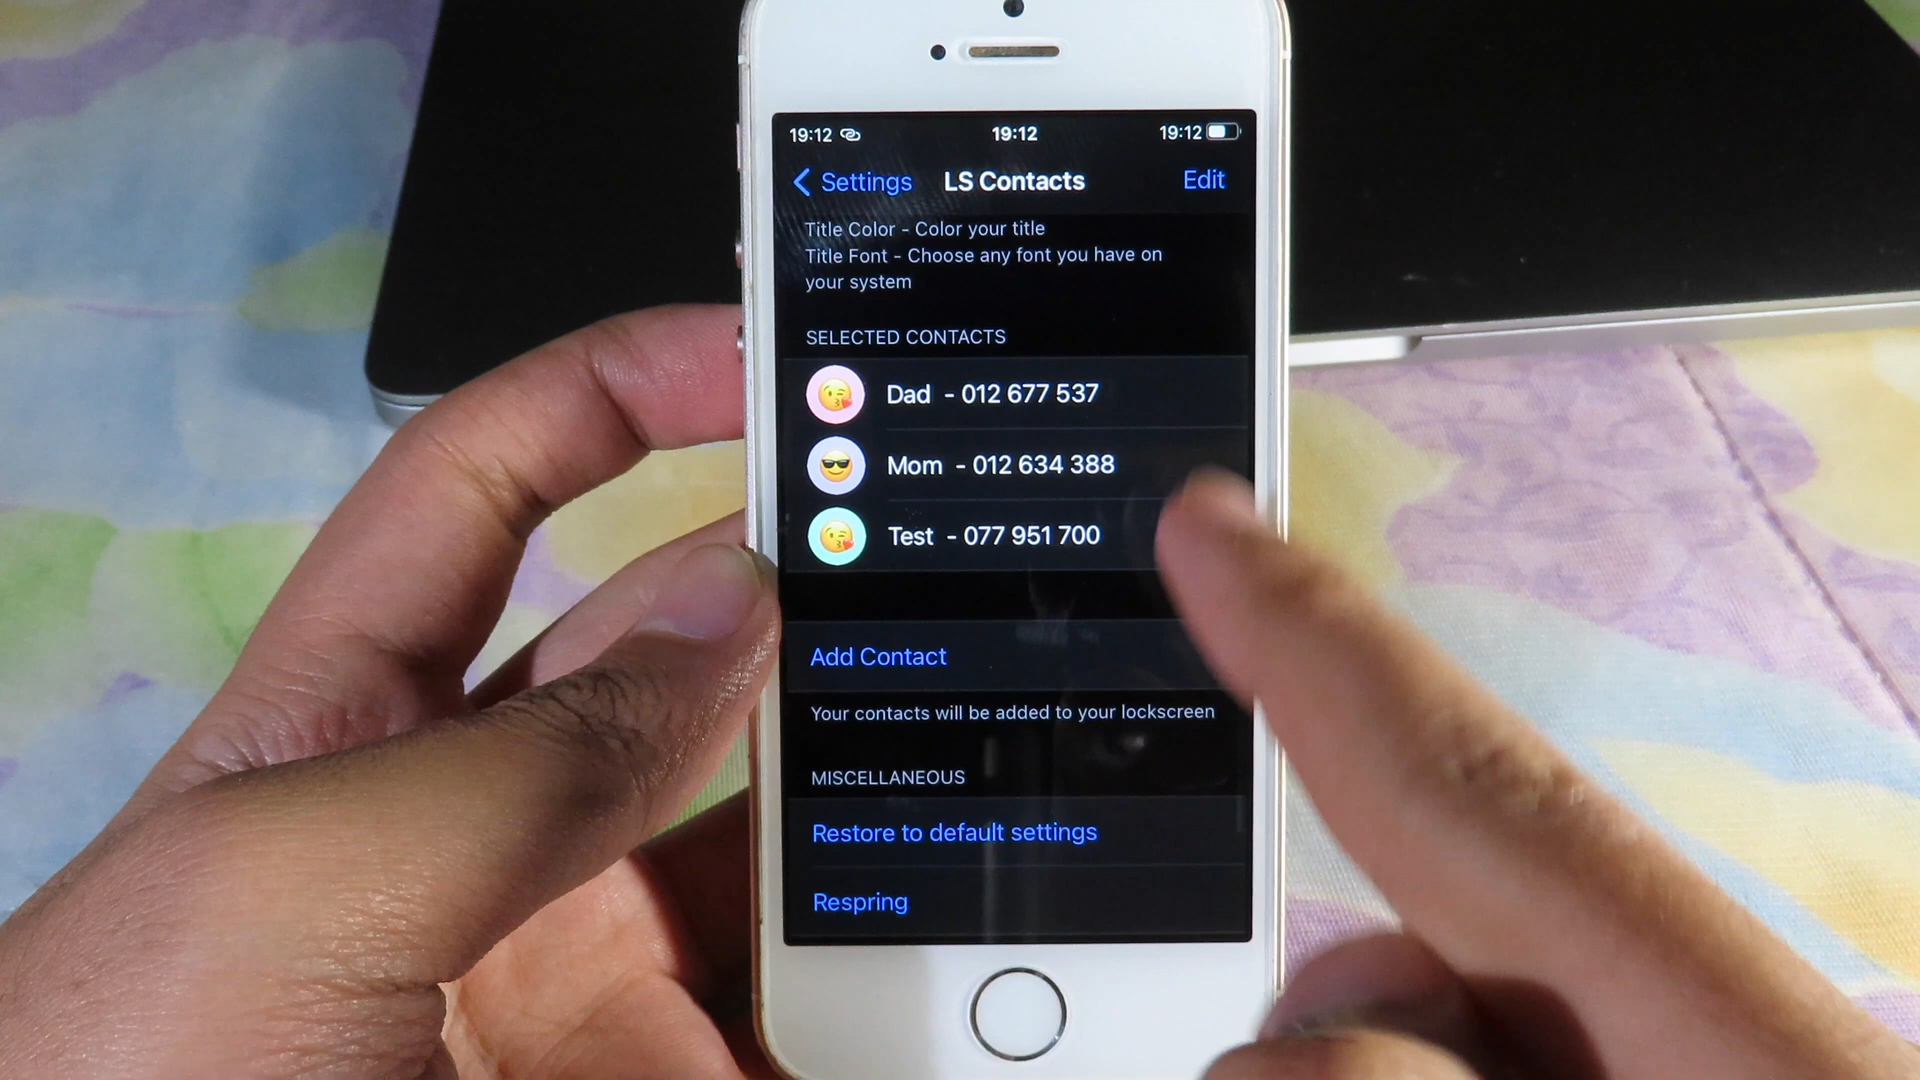 19:12 19:12 19:12
Settings LS Contacts Edit
Title Color - Color your title
Title Font - Choose any font you have on
your system
SELECTED CONTACTS
Dad - 012 677 537
Mom - 012 634 388
Test - 077 951 700
Add Contact
Your contacts will be added to your lockscreen
MISCELLANEOUS
Restore to default settings
Respring